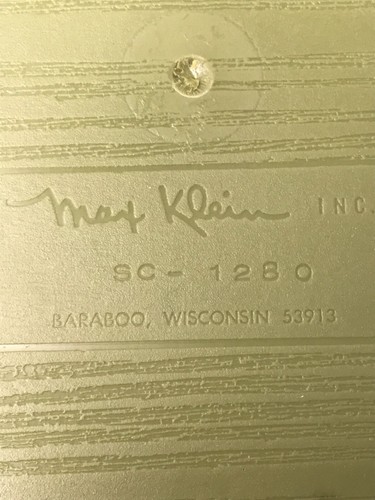 Max Klein INC.
SC-1280
BARABOO, WISCONSIN 53913